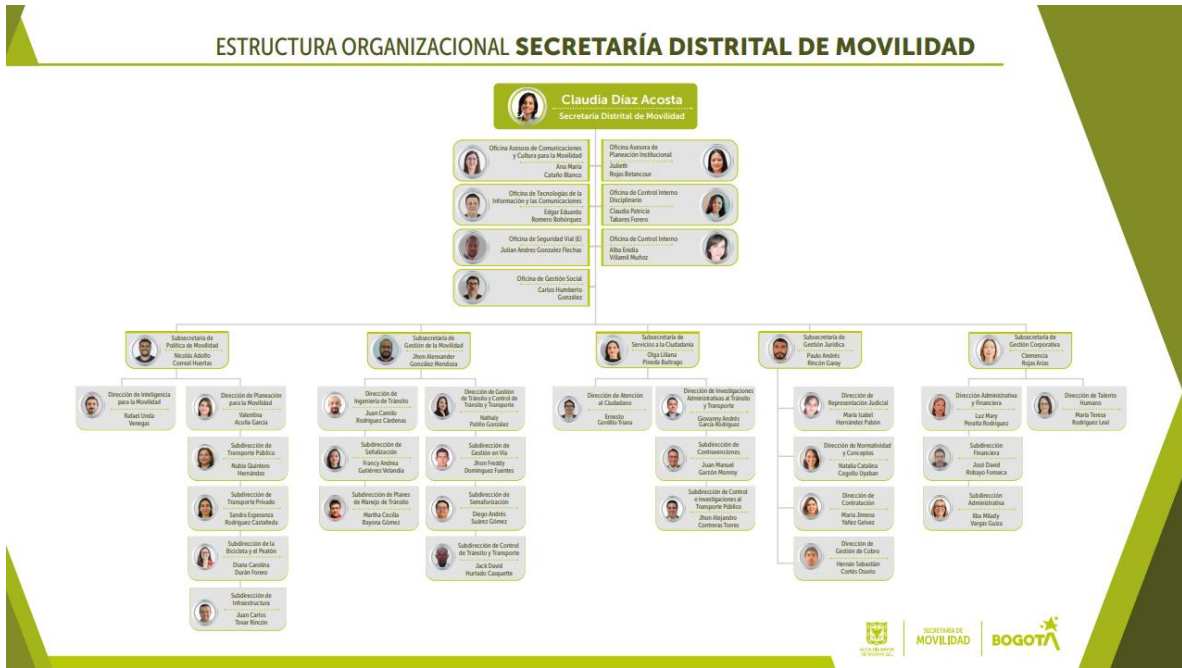 ESTRUCTURA ORGANIZACIONAL SECRETARÍA DISTRITAL DE MOVILIDAD
Claudia Díaz Acosta
Secretaria Distrital de Movilidad
Oficina Asesora de Comunicaciones
y Cultura para la Movilidad
Ana María
Cataño Blanco
Oficina Asesora de
Planeación Institucional
Julieth
Rojas Betancour
Oficina de Tecnologías de la
Información y las Comunicaciones
Edgar Eduardo
Romero Bohórquez
Oficina de Control Interno
Disciplinario
Claudia Patricia
Tabares Forero
Oficina de Seguridad Vial (E)
Julian Andres Gonzalez Flechas
Oficina de Control Interno
Alba Enidia
Villamil Muñoz
Oficina de Gestión Social
Carlos Humberto
González
Subsecretaría de
Política de Movilidad
Nicolás Adolfo
Correal Huertas
Subsecretaría de
Gestión de la Movilidad
Jhon Alexvander
González Mendoza
Subsecretaría de
Servicios a la Ciudadanía
Olga Liliana
Pineda Buitrago
Subsecretaría de
Gestión Jurídica
Paulo Andrés
Rincón Garay
Subsecretaría de
Gestión Corporativa
Clemencia
Rojas Arias
Dirección de Inteligencia
para la Movilidad
Rafael Unda
Venegas
Dirección de Planeación
para la Movilidad
Valentina
Acuña García
Subdirección de
Transporte Público
Nubia Quintero
Hernández
Subdirección de
Transporte Privado
Sandra Esperanza
Rodríguez Castañeda
Subdirección de la
Bicicleta y el Peatón
Diana Carolina
Durán Forero
Subdirección de
Infraestructura
Juan Carlos
Tovar Rincón
Dirección de
Ingeniería de Tránsito
Juan Camilo
Rodríguez Cárdenas
Subdirección de
Señalización
Francy Andrea
Gutiérrez Velandia
Subdirección de Planes
de Manejo de Tránsito
Martha Cecilia
Bayona Gómez
Dirección de Gestión
de Tránsito y Control de
Tránsito y Transporte
Nathaly
Patiño González
Subdirección de
Gestión en Vía
Jhon Freddy
Domínguez Fuentes
Subdirección de
Semaforización
Diego Andrés
Suárez Gómez
Subdirección de Control
de Tránsito y Transporte
Jack David
Hurtado Casquette
Dirección de Atención
al Ciudadano
Ernesto
Gordillo Triana
Dirección de Investigaciones
Administrativas al Tránsito
y Transporte
Giovanny Andrés
García Rodríguez
Subdirección de
Contravenciones
Juan Manuel
Garzón Monroy
Subdirección de Control
e Investigaciones al
Transporte Público
Jhon Alejandro
Contreras Torres
Dirección de
Representación Judicial
María Isabel
Hernández Pabón
Dirección de Normatividad
y Conceptos
Natalia Catalina
Cogollo Uyaban
Dirección de
Contratación
María Jimena
Yañez Gelvez
Dirección de
Gestión de Cobro
Hernán Sebastián
Cortés Osorio
Dirección Administrativa
y Financiera
Luz Mary
Peralta Rodríguez
Subdirección
Financiera
José David
Robayo Fonseca
Subdirección
Administrativa
Ilba Milady
Vargas Guiza
Dirección de Talento
Humano
María Teresa
Rodríguez Leal
ALCALDÍA MAYOR
DE BOGOTÁ D.C.
SECRETARÍA DE
MOVILIDAD
BOGOTÁ